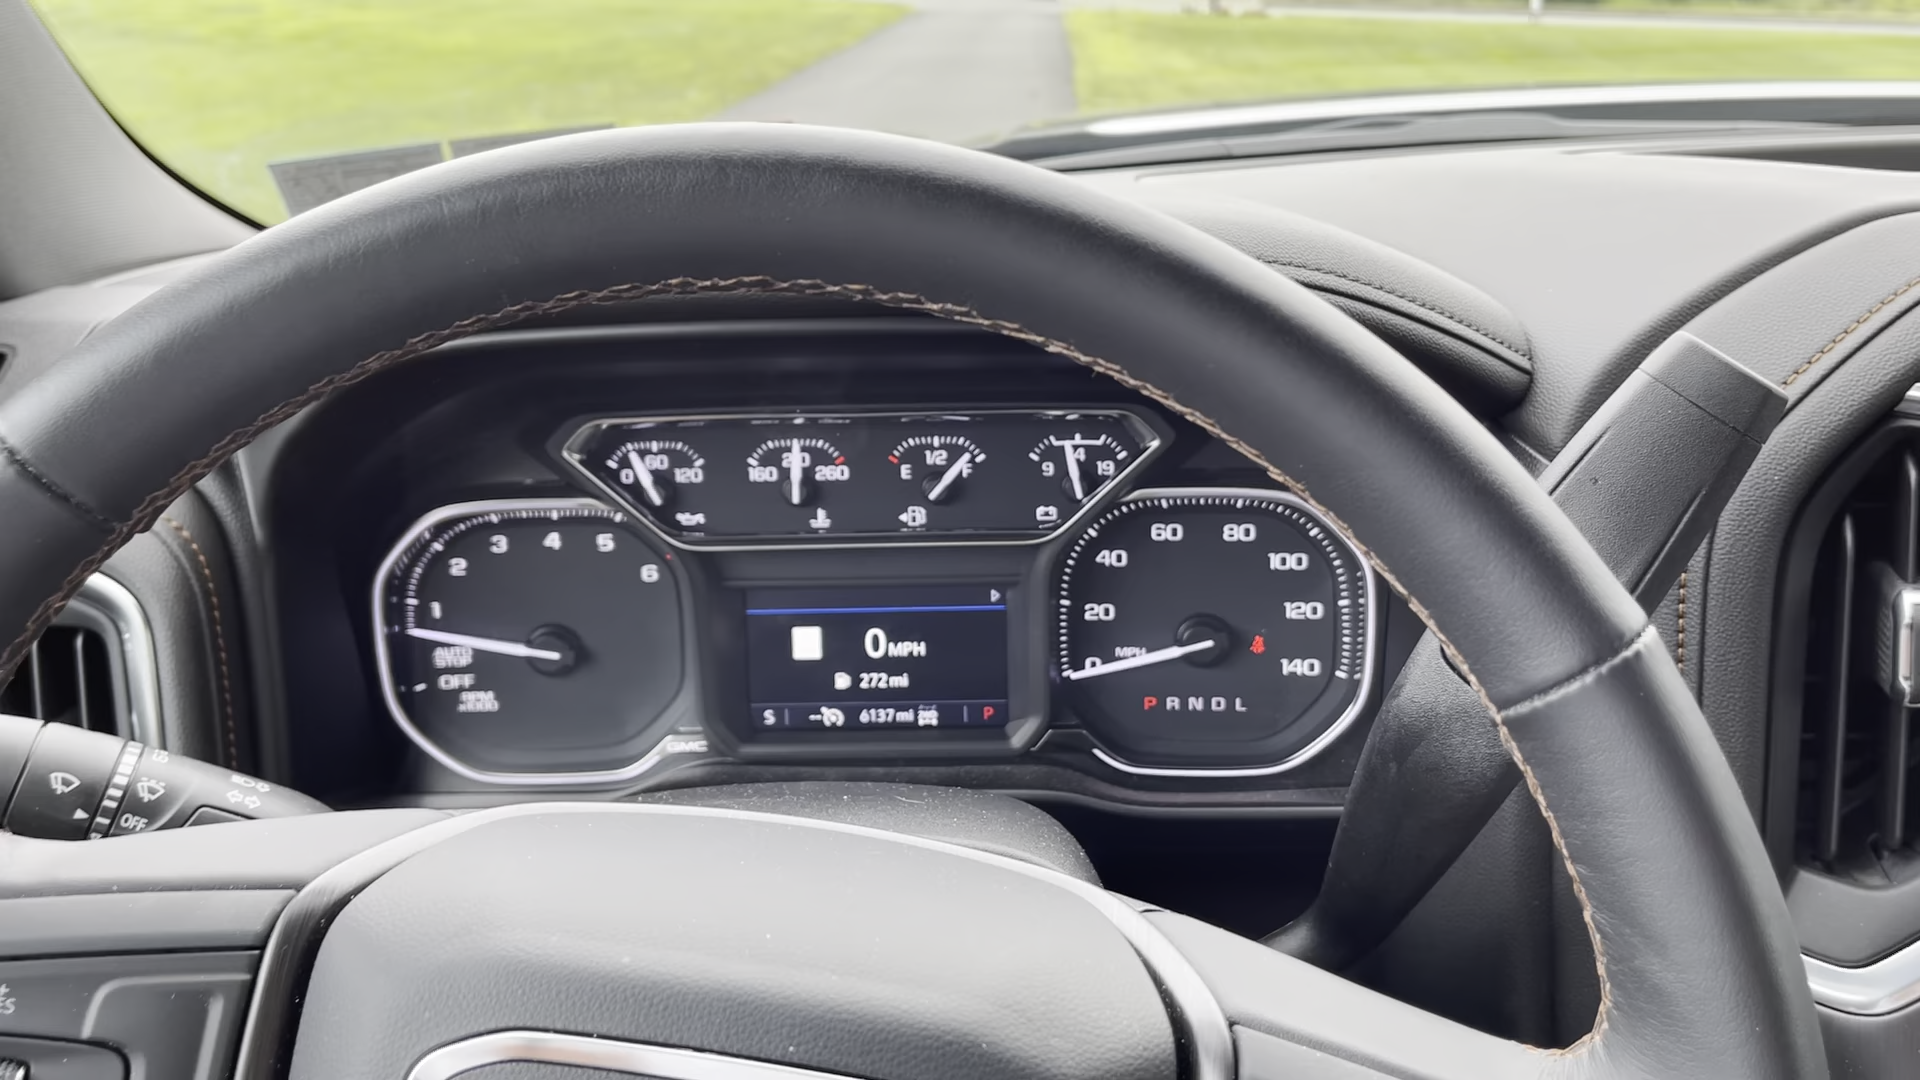 0 60 120
160 210 260
E 1/2 F
9 14 19
1 2 3 4 5 6
AUTO
STOP
OFF
RPM
x1000
GMC
0 MPH
272 mi
S 6137 mi P
0 20 40 60 80 100 120 140
MPH
P R N D L
OFF